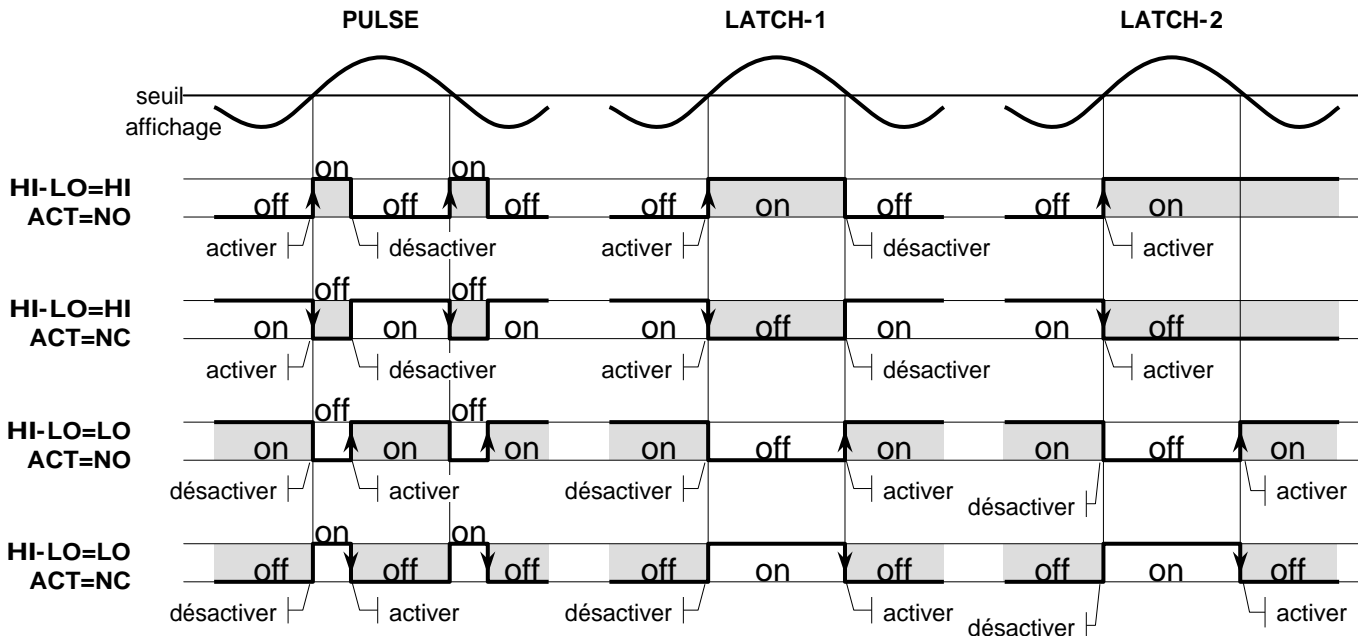 PULSE LATCH-1 LATCH-2
seuil
affichage
on on
HI-LO=HI
ACT=NO
off off off off on off off on
activer désactiver activer désactiver activer
off off
HI-LO=HI
ACT=NC
on on on on off on on off
activer désactiver activer désactiver activer
off off
HI-LO=LO
ACT=NO
on on on on off on on off on
désactiver activer désactiver activer désactiver activer
on on
HI-LO=LO
ACT=NC
off off off off on off off on off
désactiver activer désactiver activer désactiver activer